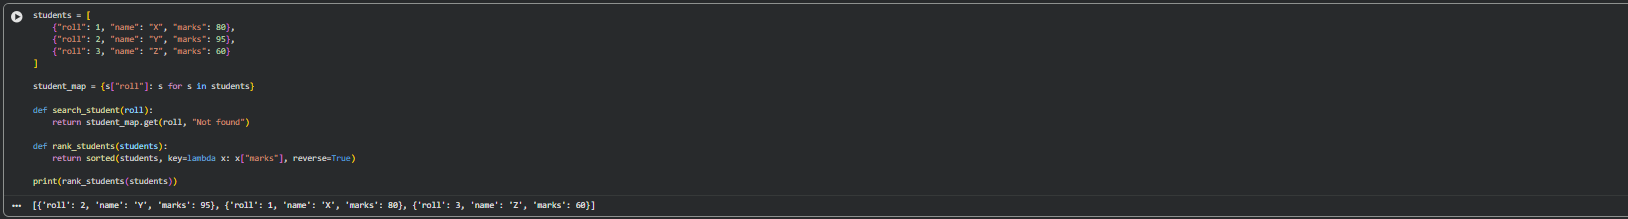 students = [
    {"roll": 1, "name": "X", "marks": 80},
    {"roll": 2, "name": "Y", "marks": 95},
    {"roll": 3, "name": "Z", "marks": 60}
]
student_map = {s["roll"]: s for s in students}
def search_student(roll):
    return student_map.get(roll, "Not found")
def rank_students(students):
    return sorted(students, key=lambda x: x["marks"], reverse=True)
print(rank_students(students))
[{'roll': 2, 'name': 'Y', 'marks': 95}, {'roll': 1, 'name': 'X', 'marks': 80}, {'roll': 3, 'name': 'Z', 'marks': 60}]